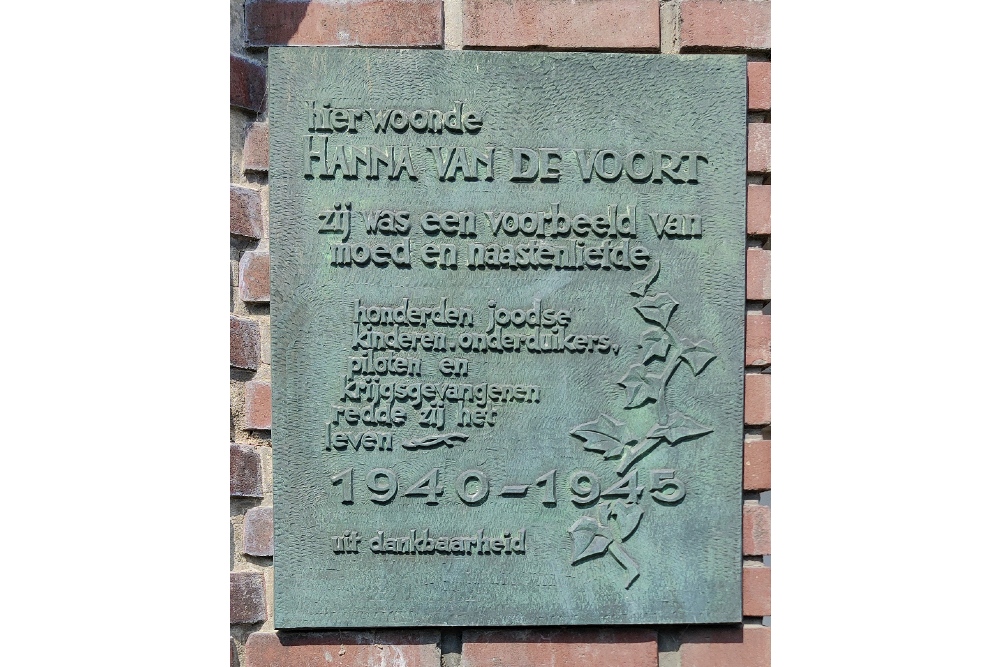 hier woonde
HANNA VAN DE VOORT
zij was een voorbeeld van
moed en naastenliefde
honderden joodse
kinderen, onderduikers,
piloten en
krijgsgevangenen
redde zij het
leven
1940-1945
uit dankbaarheid